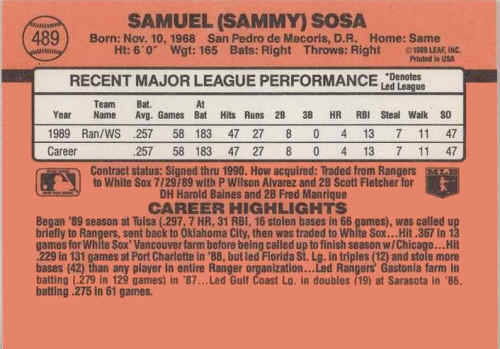 489
SAMUEL (SAMMY) SOSA
Born: Nov. 10, 1968 San Pedro de Macoris, D.R. Home: Same
Ht: 6'0" Wgt: 165 Bats: Right Throws: Right
© 1989 LEAF, INC.
Printed in USA
RECENT MAJOR LEAGUE PERFORMANCE *Denotes Led League
Year Team Name Bat. Avg. Games At Bat Hits Runs 2B 3B HR RBI Steal Walk SO
1989 Ran/WS .257 58 183 47 27 8 0 4 13 7 11 47
Career .257 58 183 47 27 8 0 4 13 7 11 47
Contract status: Signed thru 1990. How acquired: Traded from Rangers
to White Sox 7/29/89 with P Wilson Alvarez and 2B Scott Fletcher for
DH Harold Baines and 2B Fred Manrique
MLB
CAREER HIGHLIGHTS
Began '89 season at Tulsa (.297, 7 HR, 31 RBI, 16 stolen bases in 66 games), was called up
briefly to Rangers, sent back to Oklahoma City, then was traded to White Sox...Hit .367 in 13
games for White Sox' Vancouver farm before being called up to finish season w/Chicago...Hit
.229 in 131 games at Port Charlotte in '88, but led Florida St. Lg. in triples (12) and stole more
bases (42) than any player in entire Ranger organization...Led Rangers' Gastonia farm in
batting (.279 in 129 games) in '87...Led Gulf Coast Lg. in doubles (19) at Sarasota in '86,
batting .275 in 61 games.